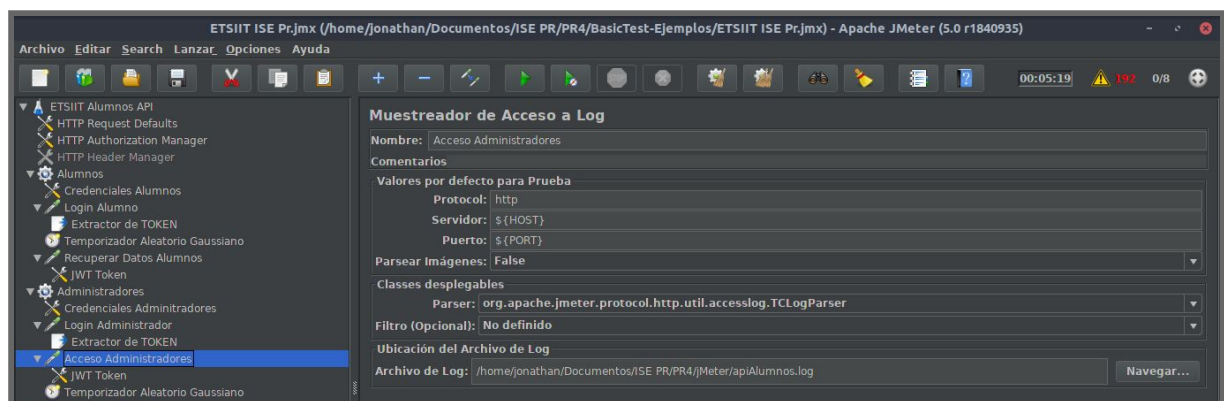 ETSIIT ISE Pr.jmx (/home/jonathan/Documentos/ISE PR/PR4/BasicTest-Ejemplos/ETSIIT ISE Pr.jmx) - Apache JMeter (5.0 r1840935)
Archivo Editar Search Lanzar Opciones Ayuda
00:05:19 192 0/8
ETSIIT Alumnos API
HTTP Request Defaults
HTTP Authorization Manager
HTTP Header Manager
Alumnos
Credenciales Alumnos
Login Alumno
Extractor de TOKEN
Temporizador Aleatorio Gaussiano
Recuperar Datos Alumnos
JWT Token
Administradores
Credenciales Adminitradores
Login Administrador
Extractor de TOKEN
Acceso Administradores
JWT Token
Temporizador Aleatorio Gaussiano
Muestreador de Acceso a Log
Nombre: Acceso Administradores
Comentarios
Valores por defecto para Prueba
Protocol: http
Servidor: ${HOST}
Puerto: ${PORT}
Parsear Imágenes: False
Classes desplegables
Parser: org.apache.jmeter.protocol.http.util.accesslog.TCLogParser
Filtro (Opcional): No definido
Ubicación del Archivo de Log
Archivo de Log: /home/jonathan/Documentos/ISE PR/PR4/jMeter/apiAlumnos.log Navegar...